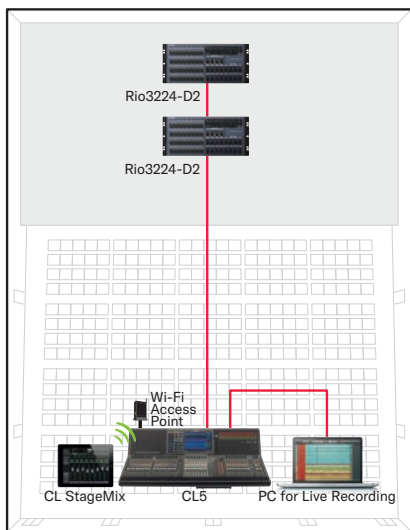 Rio3224-D2
Rio3224-D2
Wi-Fi
Access
Point
CL StageMix
CL5
PC for Live Recording